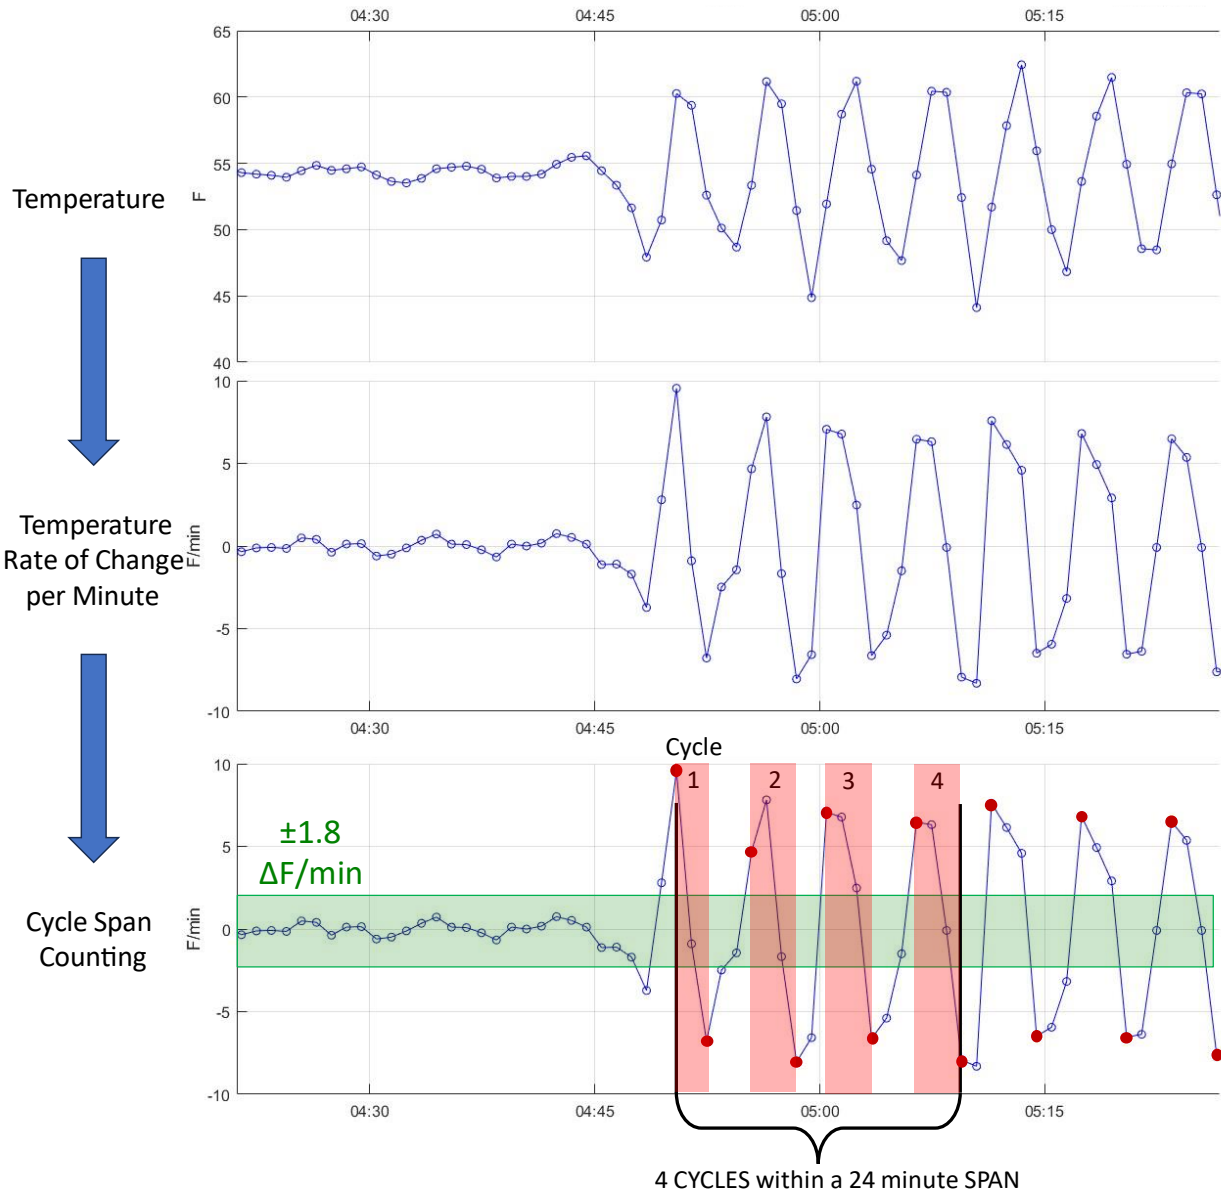 04:30 04:45 05:00 05:15
65
60
55
50
45
40
F
Temperature
10
5
0
-5
-10
F/min
Temperature
Rate of Change
per Minute
04:30 04:45 05:00 05:15
Cycle
1 2 3 4
10
5
0
-5
-10
F/min
±1.8
ΔF/min
Cycle Span
Counting
04:30 04:45 05:00 05:15
4 CYCLES within a 24 minute SPAN